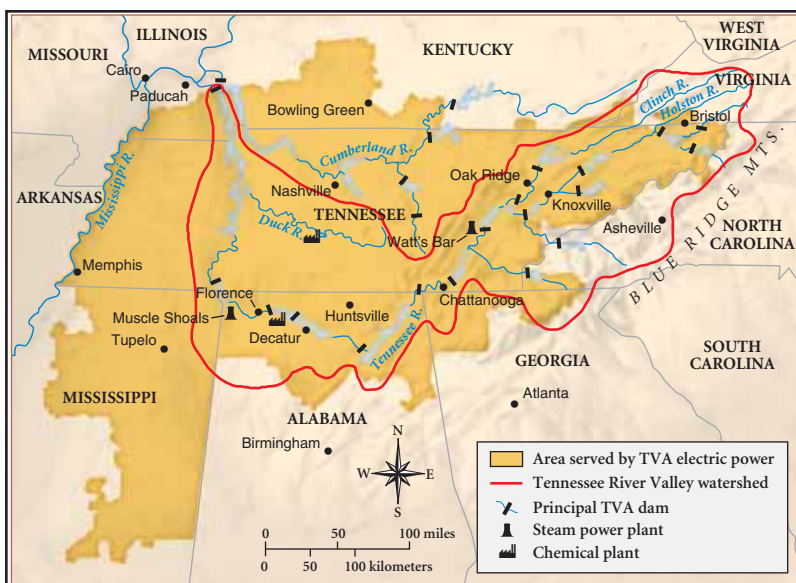 WEST
VIRGINIA
ILLINOIS
MISSOURI
KENTUCKY
VIRGINIA
Cairo
Paducah
Clinch R.
Holston R.
Bowling Green
Bristol
Cumberland R.
Mississippi R.
Oak Ridge
Nashville
Knoxville
ARKANSAS
TENNESSEE
Asheville
BLUE RIDGE MTS.
NORTH
CAROLINA
Duck R.
Watt's Bar
Memphis
Florence
Chattanooga
Muscle Shoals
Huntsville
Decatur
Tennessee R.
Tupelo
GEORGIA
SOUTH
CAROLINA
MISSISSIPPI
Atlanta
ALABAMA
Birmingham
N
W
E
S
0 50 100 miles
0 50 100 kilometers
Area served by TVA electric power
Tennessee River Valley watershed
Principal TVA dam
Steam power plant
Chemical plant